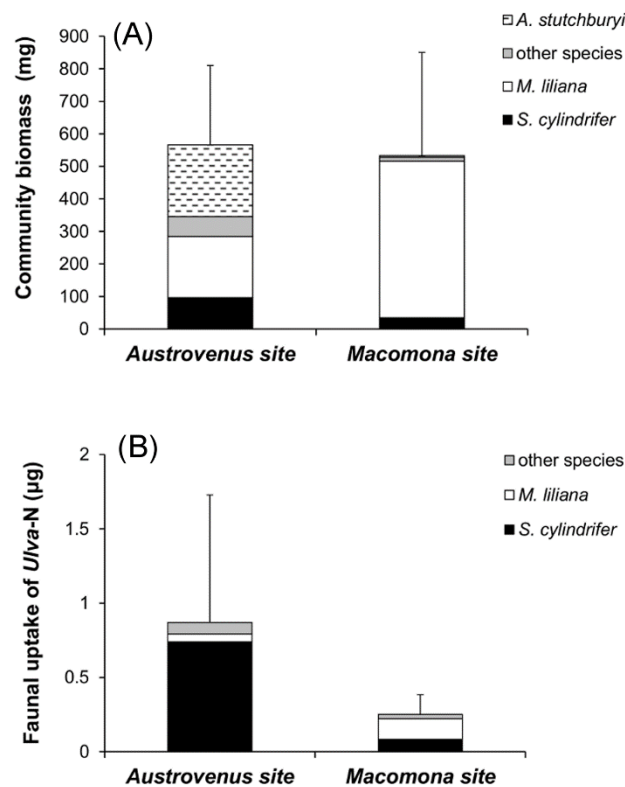 (A)
A. stutchburyi
other species
M. liliana
S. cylindrifer
Community biomass (mg)
900
800
700
600
500
400
300
200
100
0
Austrovenus site
Macomona site
(B)
other species
M. liliana
S. cylindrifer
Faunal uptake of Ulva-N (µg)
2
1.5
1
0.5
0
Austrovenus site
Macomona site